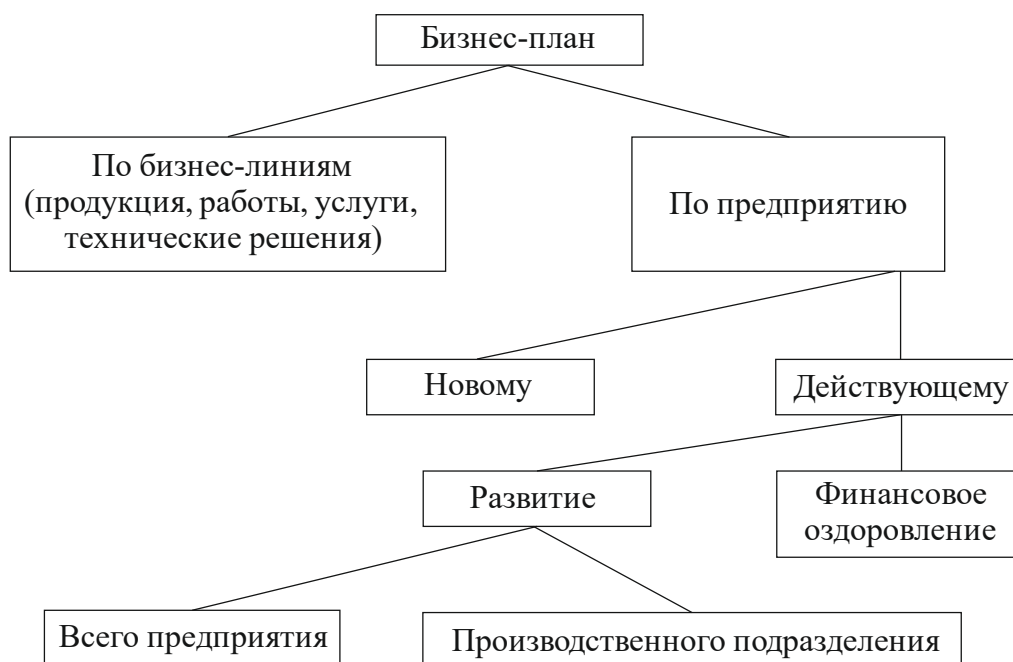 Бизнес-план
По бизнес-линиям
(продукция, работы, услуги,
технические решения)
По предприятию
Новому
Действующему
Развитие
Финансовое
оздоровление
Всего предприятия
Производственного подразделения